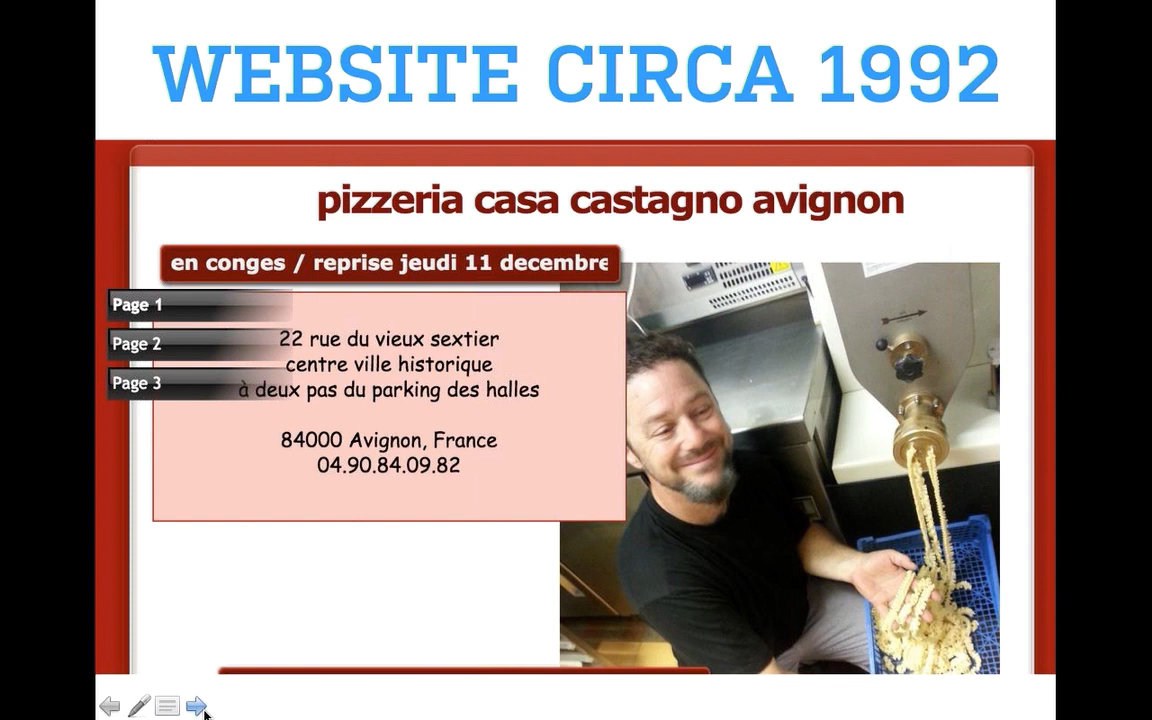 WEBSITE CIRCA 1992
pizzeria casa castagno avignon
en conges / reprise jeudi 11 decembre
Page 1
Page 2
Page 3
22 rue du vieux sextier
centre ville historique
à deux pas du parking des halles
84000 Avignon, France
04.90.84.09.82